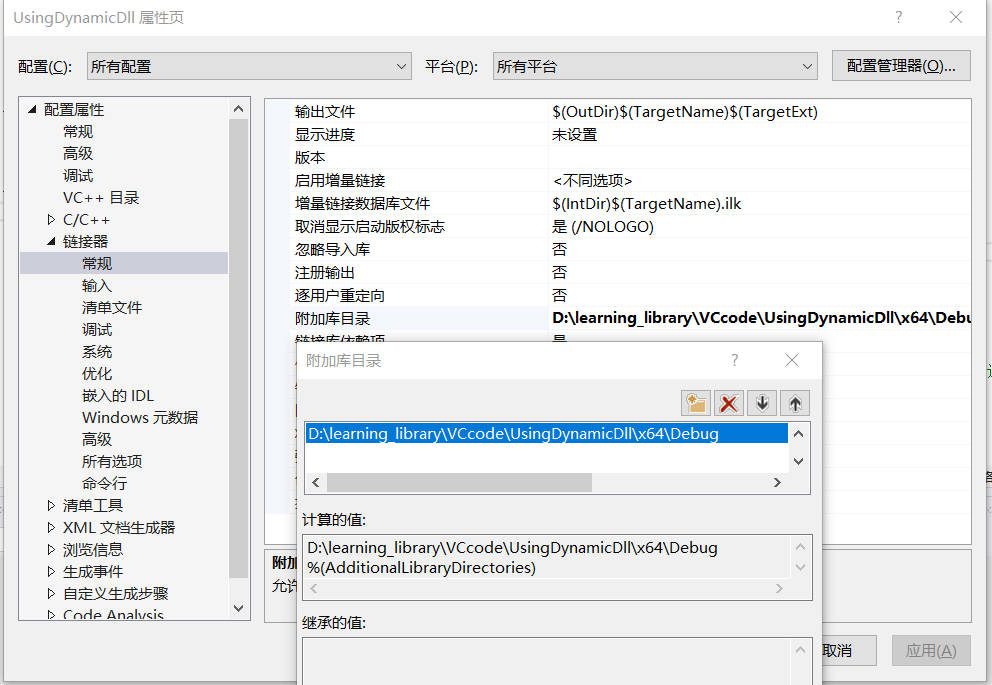 UsingDynamicDll 属性页
配置(C): 所有配置 平台(P): 所有平台 配置管理器(O)...
配置属性
常规
高级
调试
VC++ 目录
C/C++
链接器
常规
输入
清单文件
调试
系统
优化
嵌入的 IDL
Windows 元数据
高级
所有选项
命令行
清单工具
XML 文档生成器
浏览信息
生成事件
自定义生成步骤
Code Analysis
输出文件 $(OutDir)$(TargetName)$(TargetExt)
显示进度 未设置
版本
启用增量链接 <不同选项>
增量链接数据库文件 $(IntDir)$(TargetName).ilk
取消显示启动版权标志 是 (/NOLOGO)
忽略导入库 否
注册输出 否
逐用户重定向 否
附加库目录 D:\learning_library\VCcode\UsingDynamicDll\x64\Debu
链接库依赖项 是
附加
允许
附加库目录
D:\learning_library\VCcode\UsingDynamicDll\x64\Debug
计算的值:
D:\learning_library\VCcode\UsingDynamicDll\x64\Debug
%(AdditionalLibraryDirectories)
继承的值:
取消 应用(A)